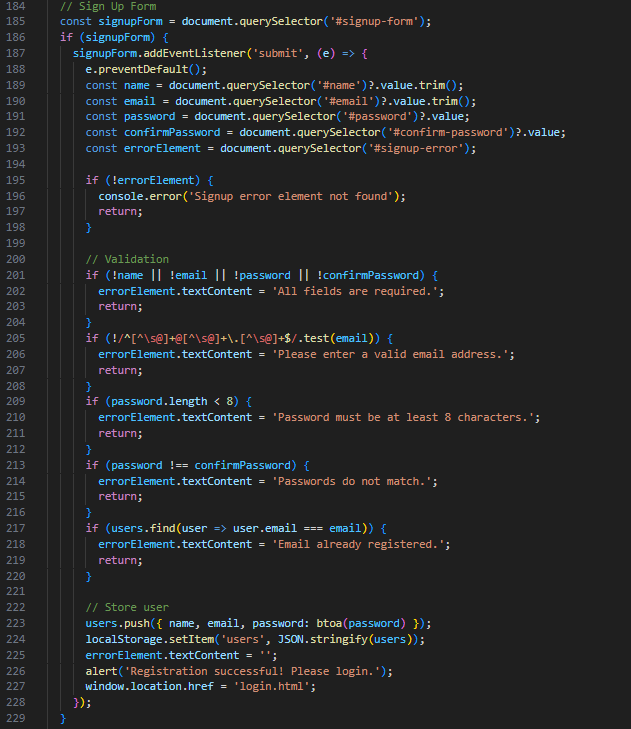 184 // Sign Up Form
185 const signupForm = document.querySelector('#signup-form');
186 if (signupForm) {
187 signupForm.addEventListener('submit', (e) => {
188 e.preventDefault();
189 const name = document.querySelector('#name')?.value.trim();
190 const email = document.querySelector('#email')?.value.trim();
191 const password = document.querySelector('#password')?.value;
192 const confirmPassword = document.querySelector('#confirm-password')?.value;
193 const errorElement = document.querySelector('#signup-error');
194
195 if (!errorElement) {
196 console.error('Signup error element not found');
197 return;
198 }
199
200 // Validation
201 if (!name || !email || !password || !confirmPassword) {
202 errorElement.textContent = 'All fields are required.';
203 return;
204 }
205 if (!/^[^\s@]+@[^\s@]+\.[^\s@]+$/.test(email)) {
206 errorElement.textContent = 'Please enter a valid email address.';
207 return;
208 }
209 if (password.length < 8) {
210 errorElement.textContent = 'Password must be at least 8 characters.';
211 return;
212 }
213 if (password !== confirmPassword) {
214 errorElement.textContent = 'Passwords do not match.';
215 return;
216 }
217 if (users.find(user => user.email === email)) {
218 errorElement.textContent = 'Email already registered.';
219 return;
220 }
221
222 // Store user
223 users.push({ name, email, password: btoa(password) });
224 localStorage.setItem('users', JSON.stringify(users));
225 errorElement.textContent = '';
226 alert('Registration successful! Please login.');
227 window.location.href = 'login.html';
228 });
229 }